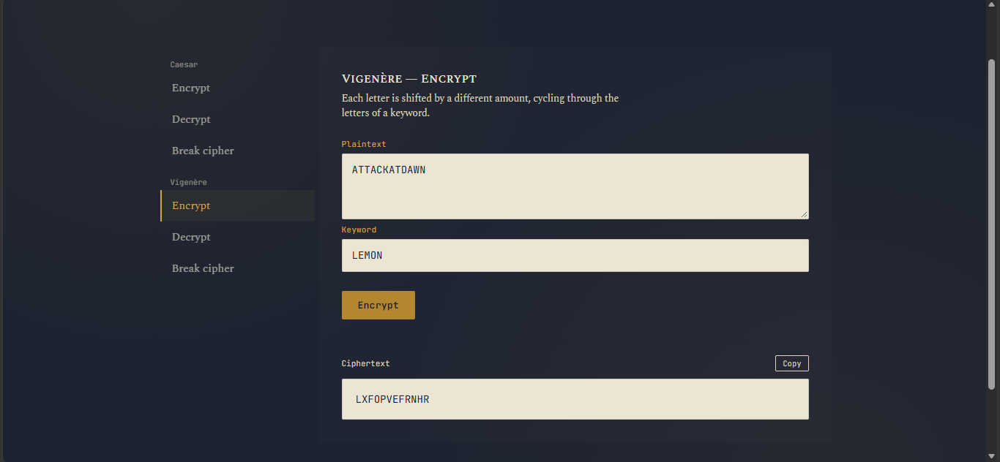 Caesar
Encrypt
Decrypt
Break cipher
Vigenère
Encrypt
Decrypt
Break cipher
Vigenère — Encrypt
Each letter is shifted by a different amount, cycling through the
letters of a keyword.
Plaintext
ATTACKATDAWN
Keyword
LEMON
Encrypt
Ciphertext
Copy
LXFOPVEFRNHR